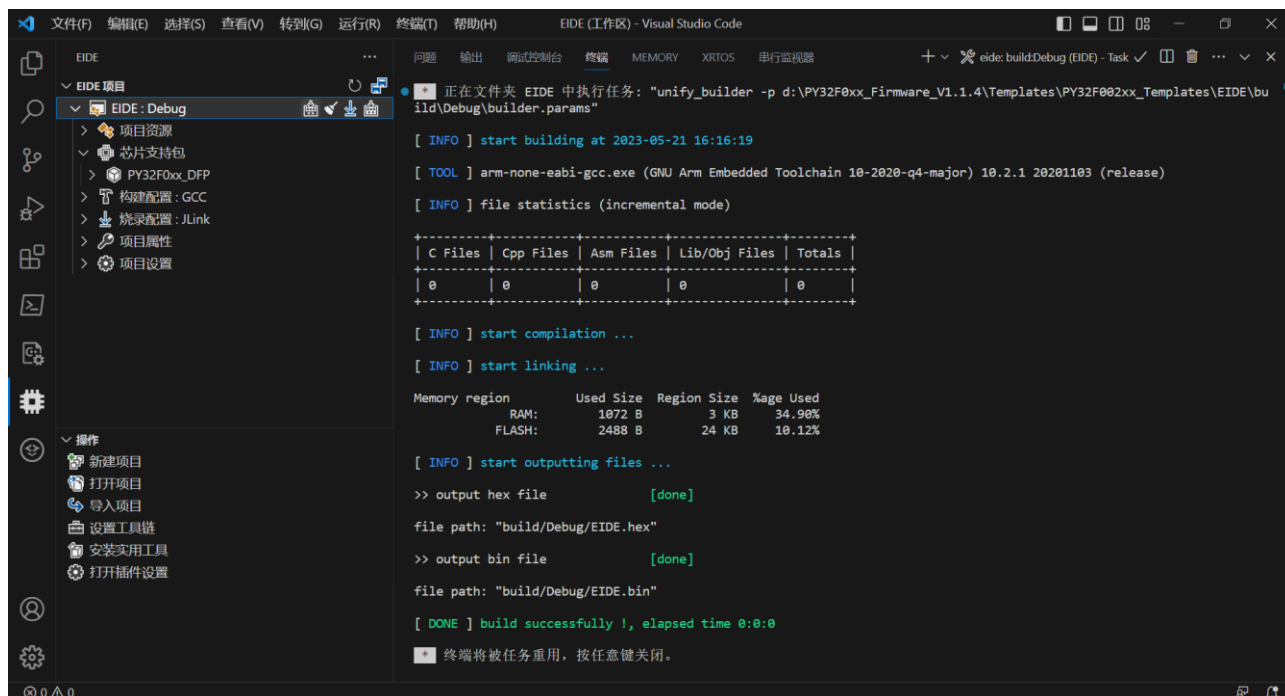 文件(F) 编辑(E) 选择(S) 查看(V) 转到(G) 运行(R) 终端(T) 帮助(H) EIDE (工作区) - Visual Studio Code
EIDE
EIDE 项目
EIDE : Debug
项目资源
芯片支持包
PY32F0xx_DFP
构建配置 : GCC
烧录配置 : JLink
项目属性
项目设置
操作
新建项目
打开项目
导入项目
设置工具链
安装实用工具
打开插件设置
问题 输出 调试控制台 终端 MEMORY XRTOS 串行监视器 eide: build:Debug (EIDE) - Task
* 正在文件夹 EIDE 中执行任务: "unify_builder -p d:\PY32F0xx_Firmware_V1.1.4\Templates\PY32F002xx_Templates\EIDE\bu
ild\Debug\builder.params"
[ INFO ] start building at 2023-05-21 16:16:19
[ TOOL ] arm-none-eabi-gcc.exe (GNU Arm Embedded Toolchain 10-2020-q4-major) 10.2.1 20201103 (release)
[ INFO ] file statistics (incremental mode)
+---------+-----------+-----------+---------------+--------+
| C Files | Cpp Files | Asm Files | Lib/Obj Files | Totals |
+---------+-----------+-----------+---------------+--------+
| 0 | 0 | 0 | 0 | 0 |
+---------+-----------+-----------+---------------+--------+
[ INFO ] start compilation ...
[ INFO ] start linking ...
Memory region Used Size Region Size %age Used
RAM: 1072 B 3 KB 34.90%
FLASH: 2488 B 24 KB 10.12%
[ INFO ] start outputting files ...
>> output hex file [done]
file path: "build/Debug/EIDE.hex"
>> output bin file [done]
file path: "build/Debug/EIDE.bin"
[ DONE ] build successfully !, elapsed time 0:0:0
* 终端将被任务重用，按任意键关闭。
0 0